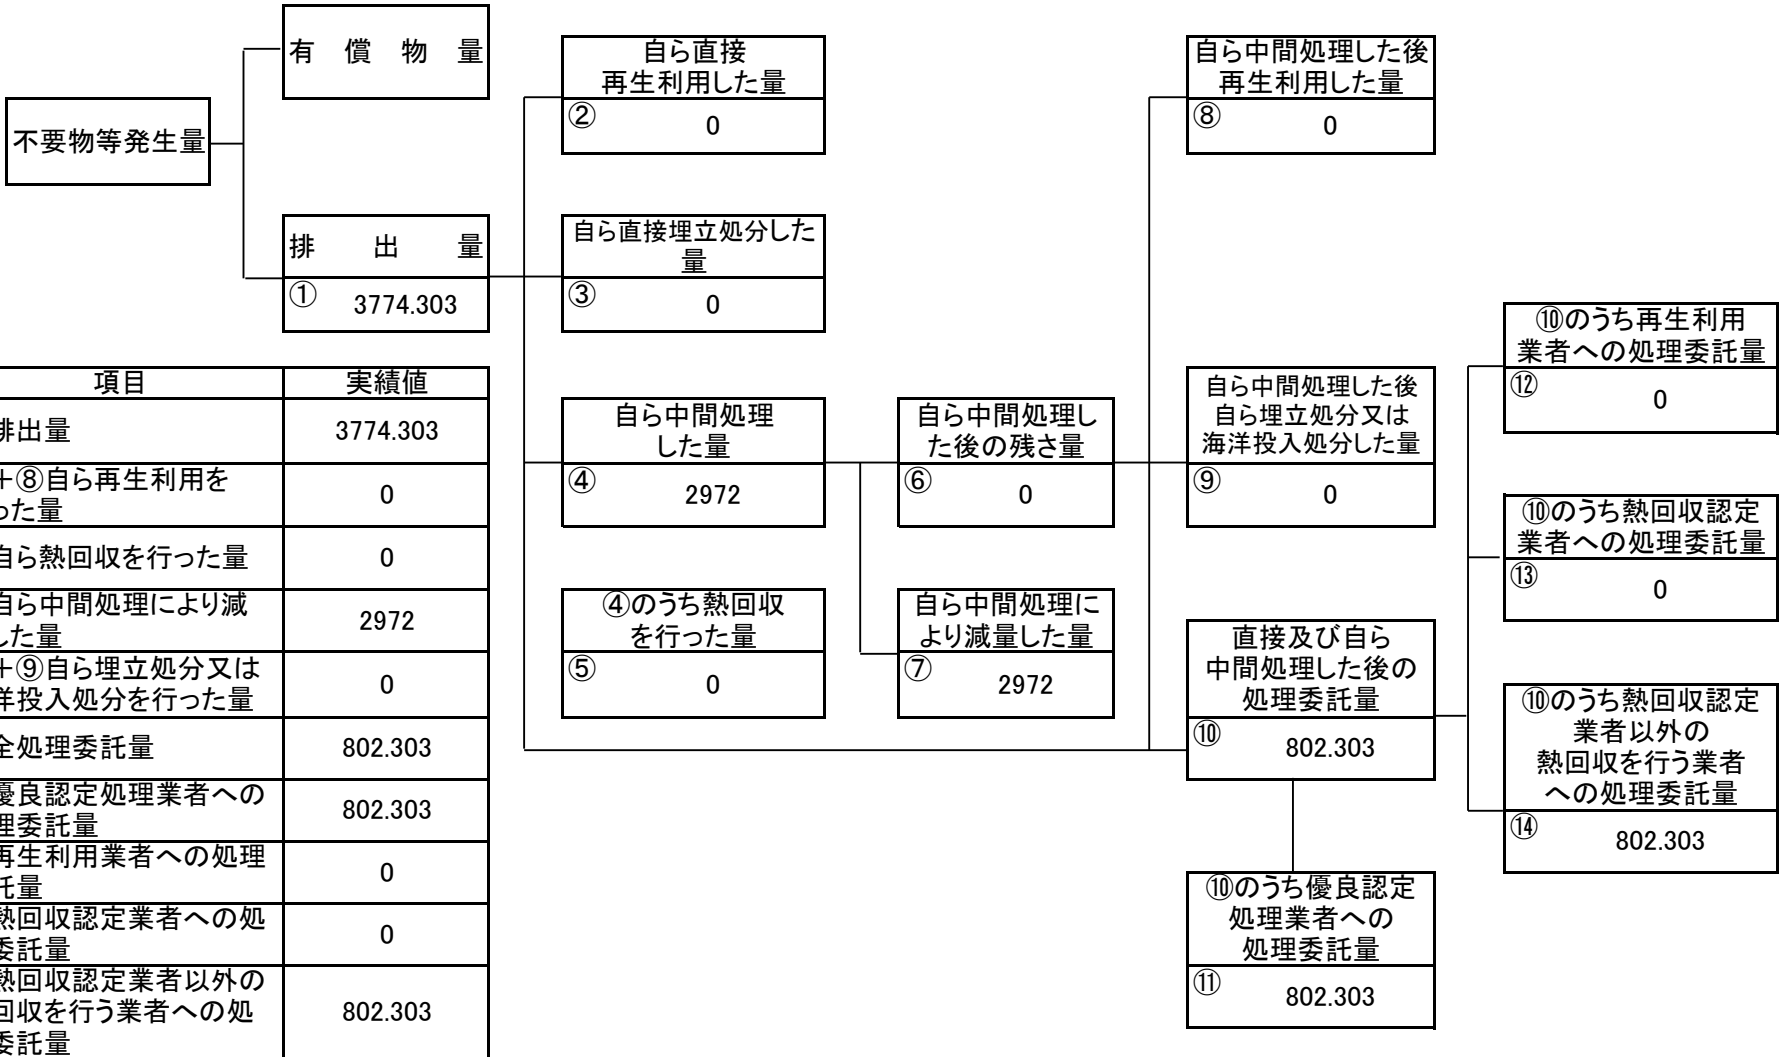 有償物量
不要物等発生量
排出量
① 3774.303
自ら直接
再生利用した量
② 0
自ら直接埋立処分した
量
③ 0
自ら中間処理
した量
④ 2972
④のうち熱回収
を行った量
⑤ 0
自ら中間処理し
た後の残さ量
⑥ 0
自ら中間処理に
より減量した量
⑦ 2972
自ら中間処理した後
再生利用した量
⑧ 0
自ら中間処理した後
自ら埋立処分又は
海洋投入処分した量
⑨ 0
直接及び自ら
中間処理した後の
処理委託量
⑩ 802.303
⑩のうち優良認定
処理業者への
処理委託量
⑪ 802.303
⑩のうち再生利用
業者への処理委託量
⑫ 0
⑩のうち熱回収認定
業者への処理委託量
⑬ 0
⑩のうち熱回収認定
業者以外の
熱回収を行う業者
への処理委託量
⑭ 802.303
項目 実績値
排出量 3774.303
+⑧自ら再生利用を
った量 0
自ら熱回収を行った量 0
自ら中間処理により減
した量 2972
+⑨自ら埋立処分又は
洋投入処分を行った量 0
全処理委託量 802.303
優良認定処理業者への
理委託量 802.303
再生利用業者への処理
託量 0
熱回収認定業者への処
委託量 0
熱回収認定業者以外の
回収を行う業者への処
委託量 802.303